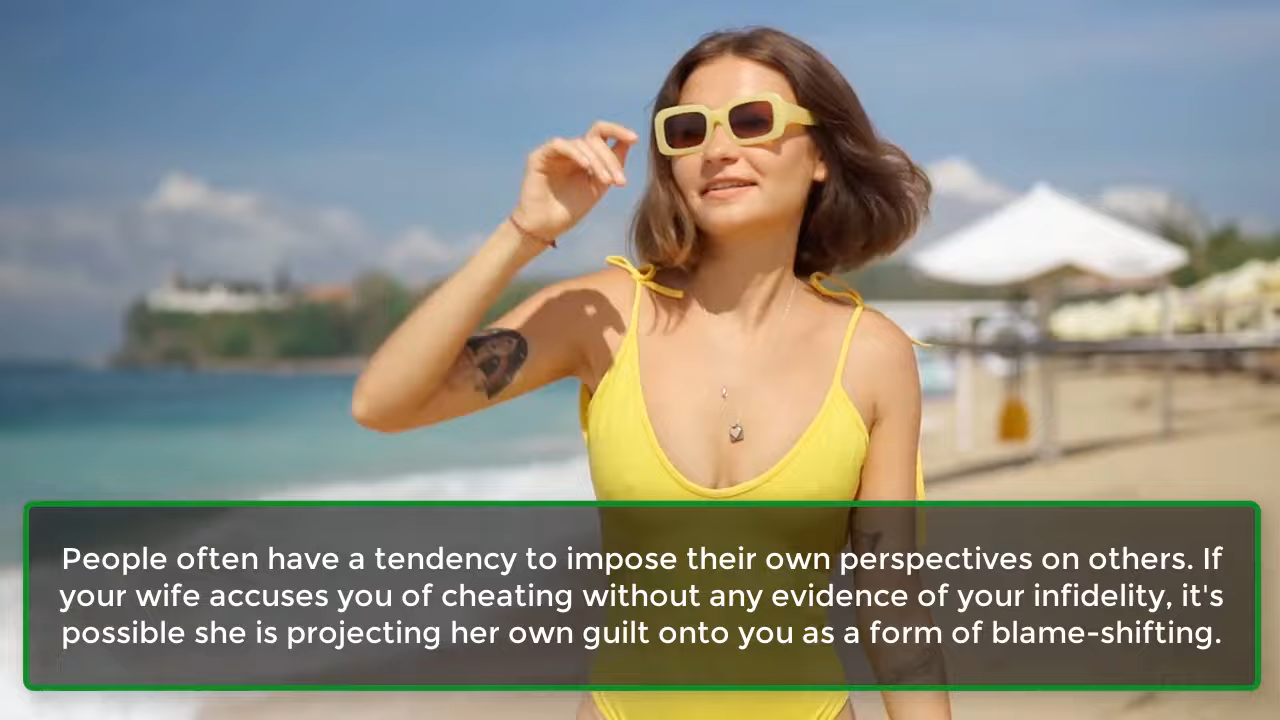 People often have a tendency to impose their own perspectives on others. If
your wife accuses you of cheating without any evidence of your infidelity, it's
possible she is projecting her own guilt onto you as a form of blame-shifting.